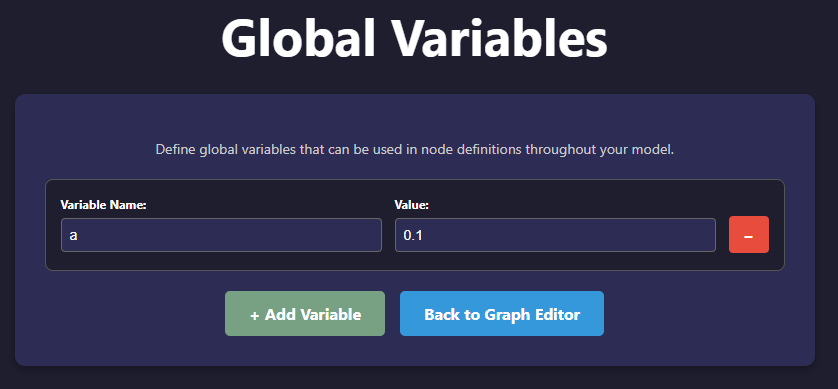 Global Variables
Define global variables that can be used in node definitions throughout your model.
Variable Name: Value:
a 0.1 –
+ Add Variable Back to Graph Editor